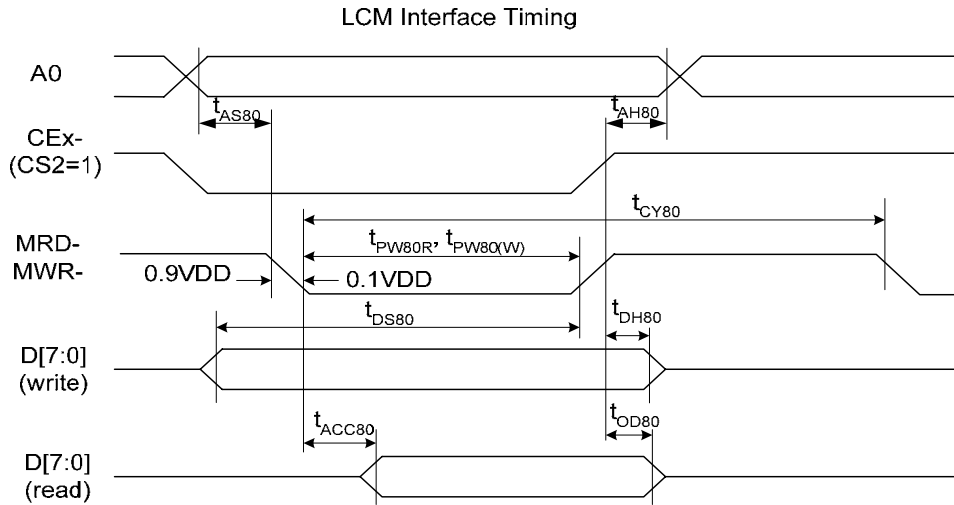 LCM Interface Timing
A0
tAS80
tAH80
CEx-
(CS2=1)
tCY80
MRD-
MWR-
tPW80R, tPW80(W)
0.9VDD
0.1VDD
tDS80
tDH80
D[7:0]
(write)
tACC80
tOD80
D[7:0]
(read)